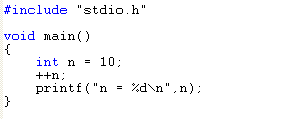 #include "stdio.h"
void main()
{
    int n = 10;
    ++n;
    printf("n = %d\n",n);
}